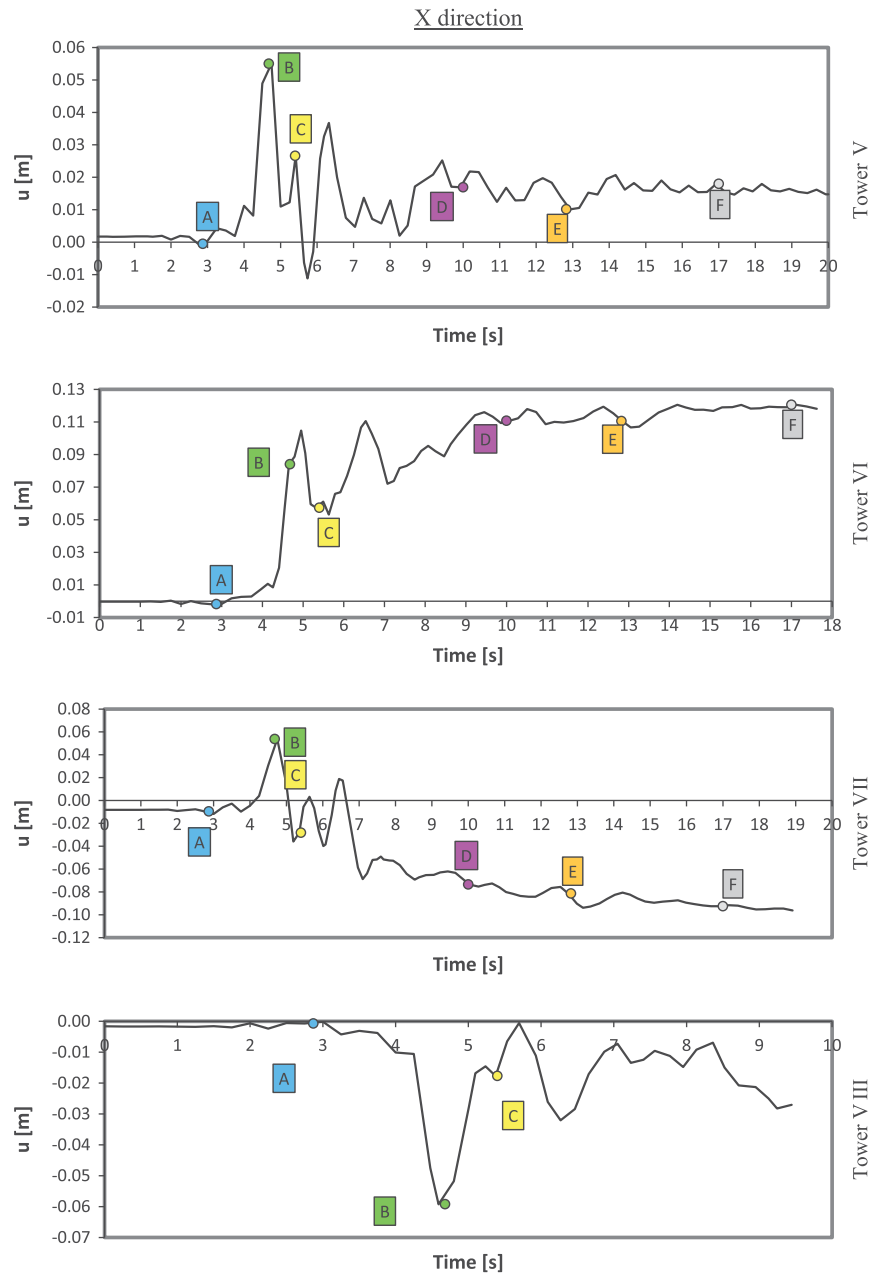 X direction
0.06
0.05
0.04
0.03
0.02
0.01
0.00
-0.01
-0.02
u [m]
B
C
A
D
E
F
0 1 2 3 4 5 6 7 8 9 10 11 12 13 14 15 16 17 18 19 20
Time [s]
Tower V
0.13
0.11
0.09
0.07
0.05
0.03
0.01
-0.01
u [m]
B
C
A
D
E
F
0 1 2 3 4 5 6 7 8 9 10 11 12 13 14 15 16 17 18
Time [s]
Tower VI
0.08
0.06
0.04
0.02
0.00
-0.02
-0.04
-0.06
-0.08
-0.10
-0.12
u [m]
B
C
A
D
E
F
0 1 2 3 4 5 6 7 8 9 10 11 12 13 14 15 16 17 18 19 20
Time [s]
Tower VII
0.00
-0.01
-0.02
-0.03
-0.04
-0.05
-0.06
-0.07
u [m]
0 1 2 3 4 5 6 7 8 9 10
A
C
B
Time [s]
Tower V III